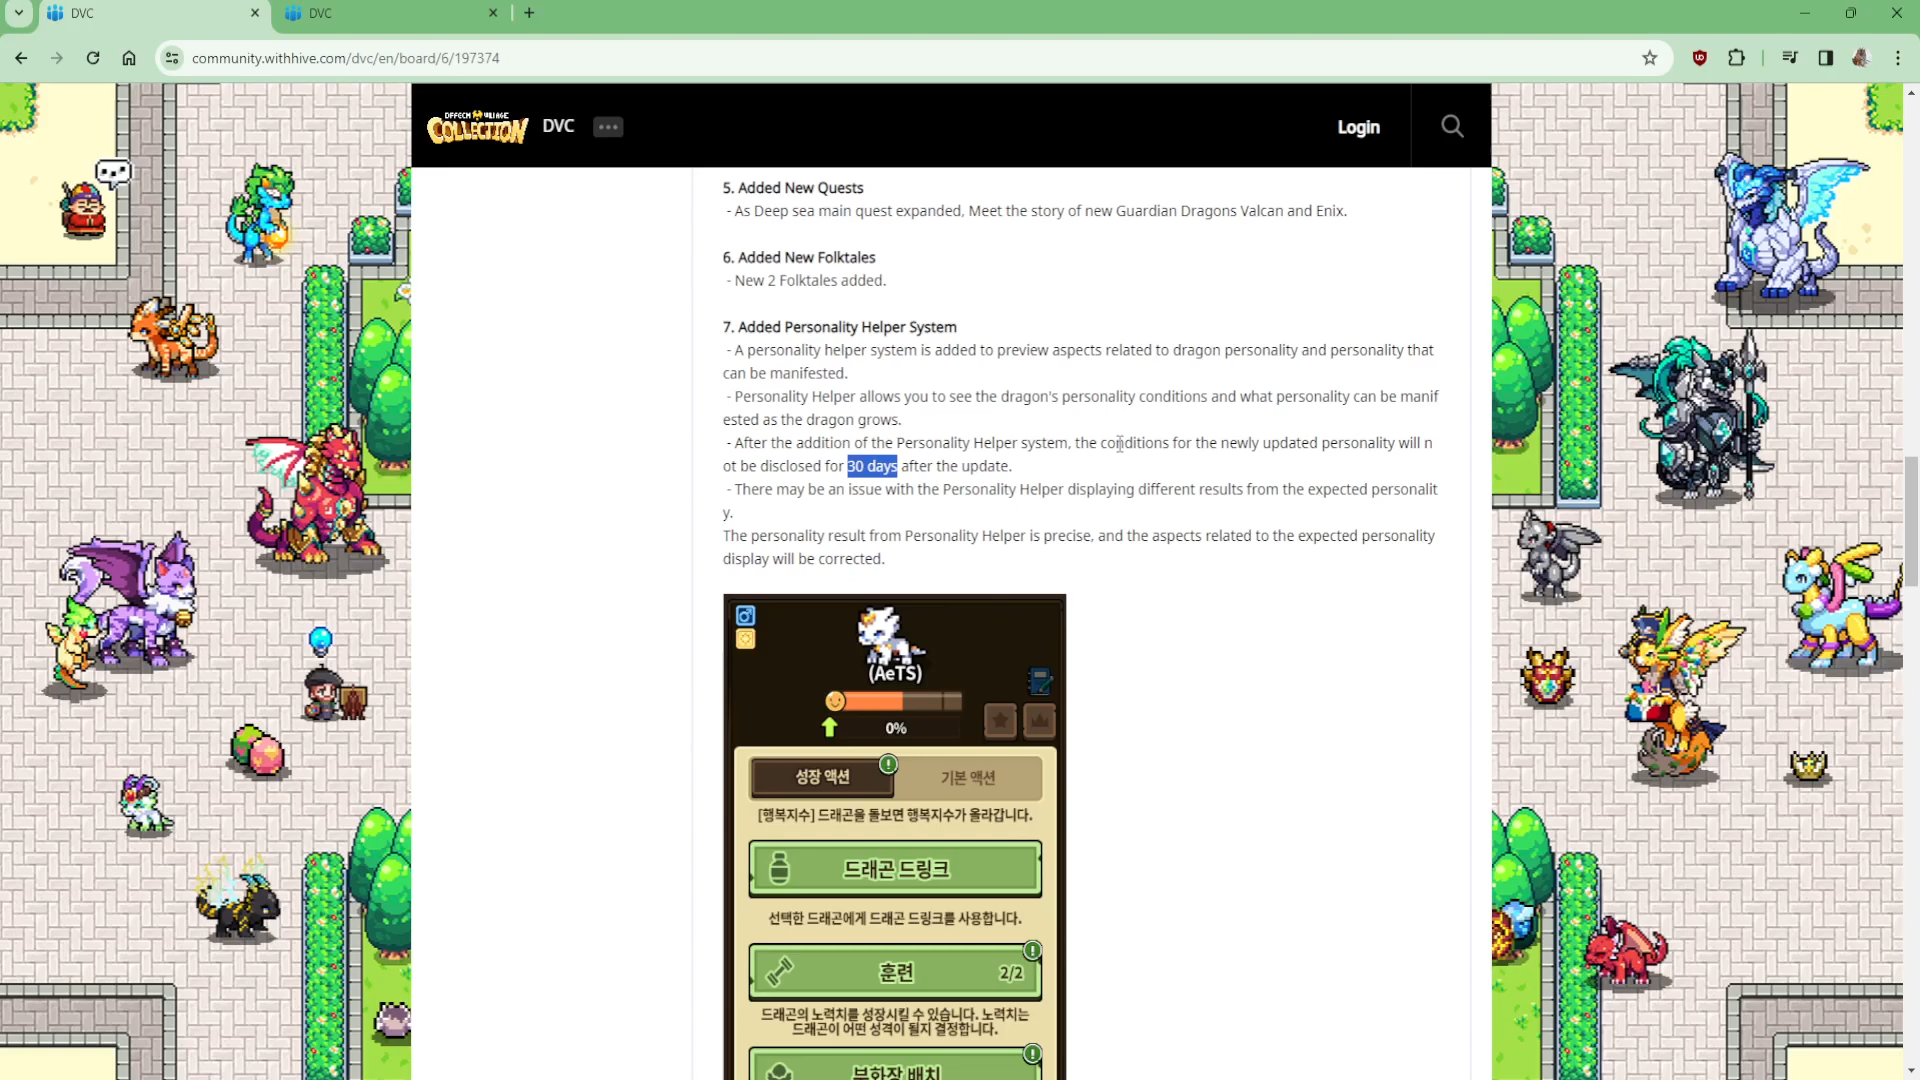 DVC
DVC
community.withhive.com/dvc/en/board/6/197374
COLLECTION
DVC
Login
5. Added New Quests
- As Deep sea main quest expanded, Meet the story of new Guardian Dragons Valcan and Enix.
6. Added New Folktales
- New 2 Folktales added.
7. Added Personality Helper System
- A personality helper system is added to preview aspects related to dragon personality and personality that
can be manifested.
- Personality Helper allows you to see the dragon's personality conditions and what personality can be manif
ested as the dragon grows.
- After the addition of the Personality Helper system, the conditions for the newly updated personality will n
ot be disclosed for 30 days after the update.
- There may be an issue with the Personality Helper displaying different results from the expected personalit
y.
The personality result from Personality Helper is precise, and the aspects related to the expected personality
display will be corrected.
(AeTS)
0%
성장 액션
기본 액션
[행복지수] 드래곤을 돌보면 행복지수가 올라갑니다.
드래곤 드링크
선택한 드래곤에게 드래곤 드링크를 사용합니다.
훈련 2/2
드래곤의 노력치를 성장시킬 수 있습니다. 노력치는
드래곤이 어떤 성격이 될지 결정합니다.
부화장 배치